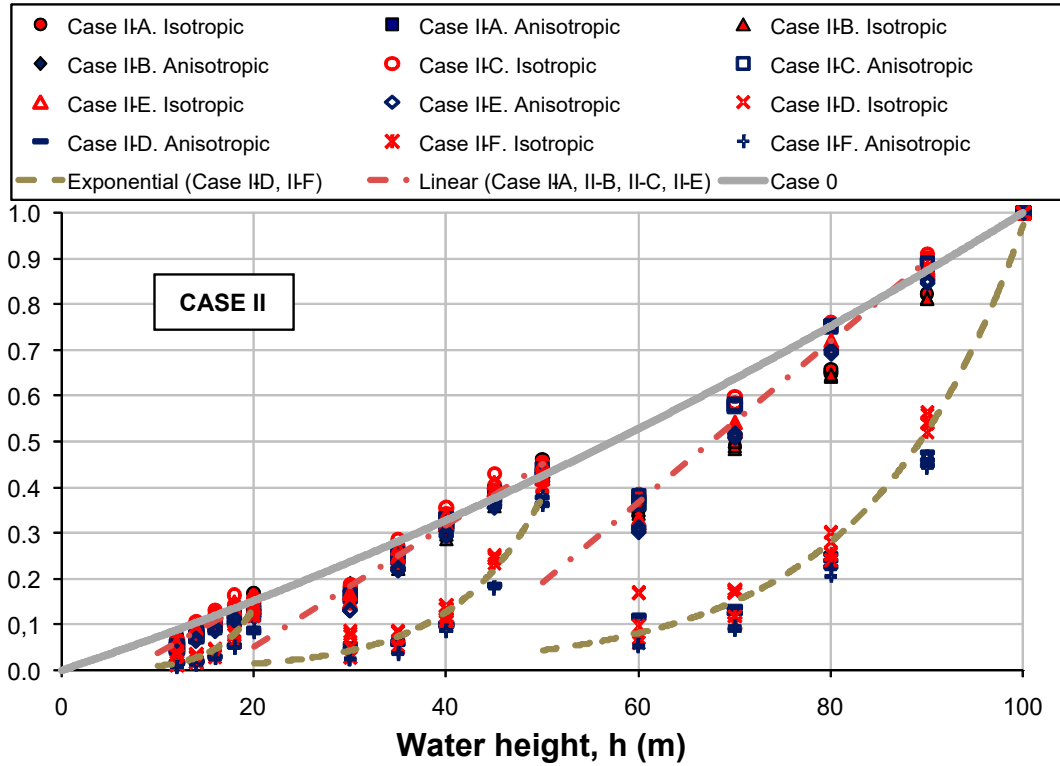 Case II-A. Isotropic Case II-A. Anisotropic Case II-B. Isotropic
Case II-B. Anisotropic Case II-C. Isotropic Case II-C. Anisotropic
Case II-E. Isotropic Case II-E. Anisotropic Case II-D. Isotropic
Case II-D. Anisotropic Case II-F. Isotropic Case II-F. Anisotropic
Exponential (Case II-D, II-F) Linear (Case II-A, II-B, II-C, II-E) Case 0
1.0
0.9
0.8
CASE II
0.7
0.6
0.5
0.4
0.3
0.2
0.1
0.0
0 20 40 60 80 100
Water height, h (m)